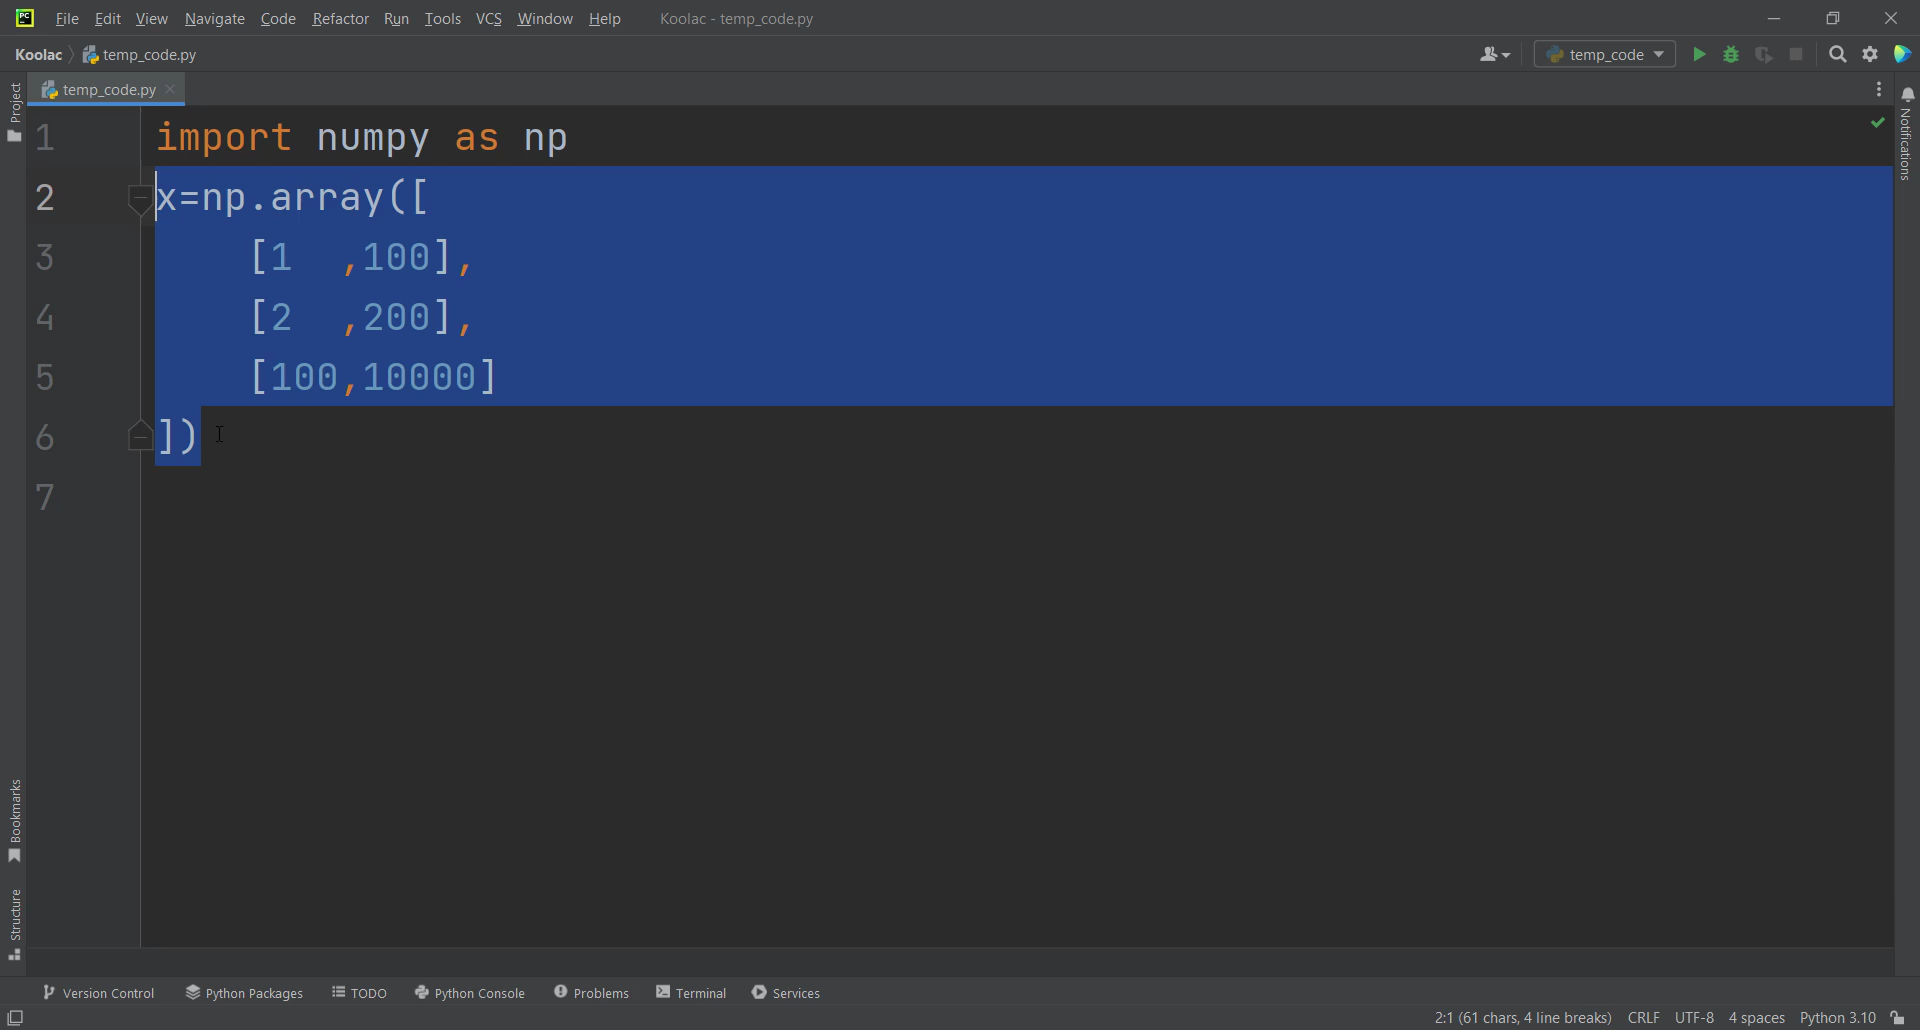 PC File Edit View Navigate Code Refactor Run Tools VCS Window Help Koolac - temp_code.py
Koolac temp_code.py temp_code
temp_code.py
Project
Notifications
1 import numpy as np
2 x=np.array([
3 [1 ,100],
4 [2 ,200],
5 [100,10000]
6 ])
7
Bookmarks
Structure
Version Control Python Packages TODO Python Console Problems Terminal Services
2:1 (61 chars, 4 line breaks) CRLF UTF-8 4 spaces Python 3.10